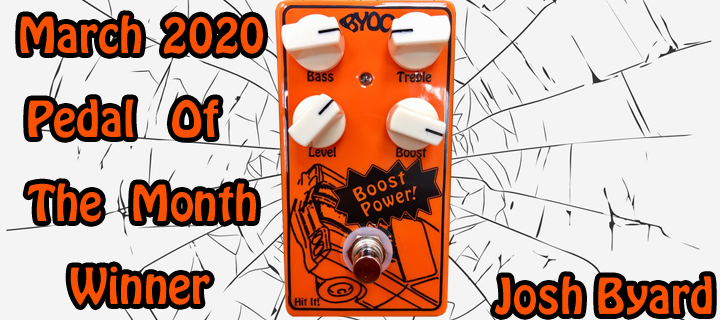 March 2020
Pedal Of
The Month
Winner
BYOC
Bass
Treble
Level
Boost
Boost
Power!
Hit It!
Josh Byard